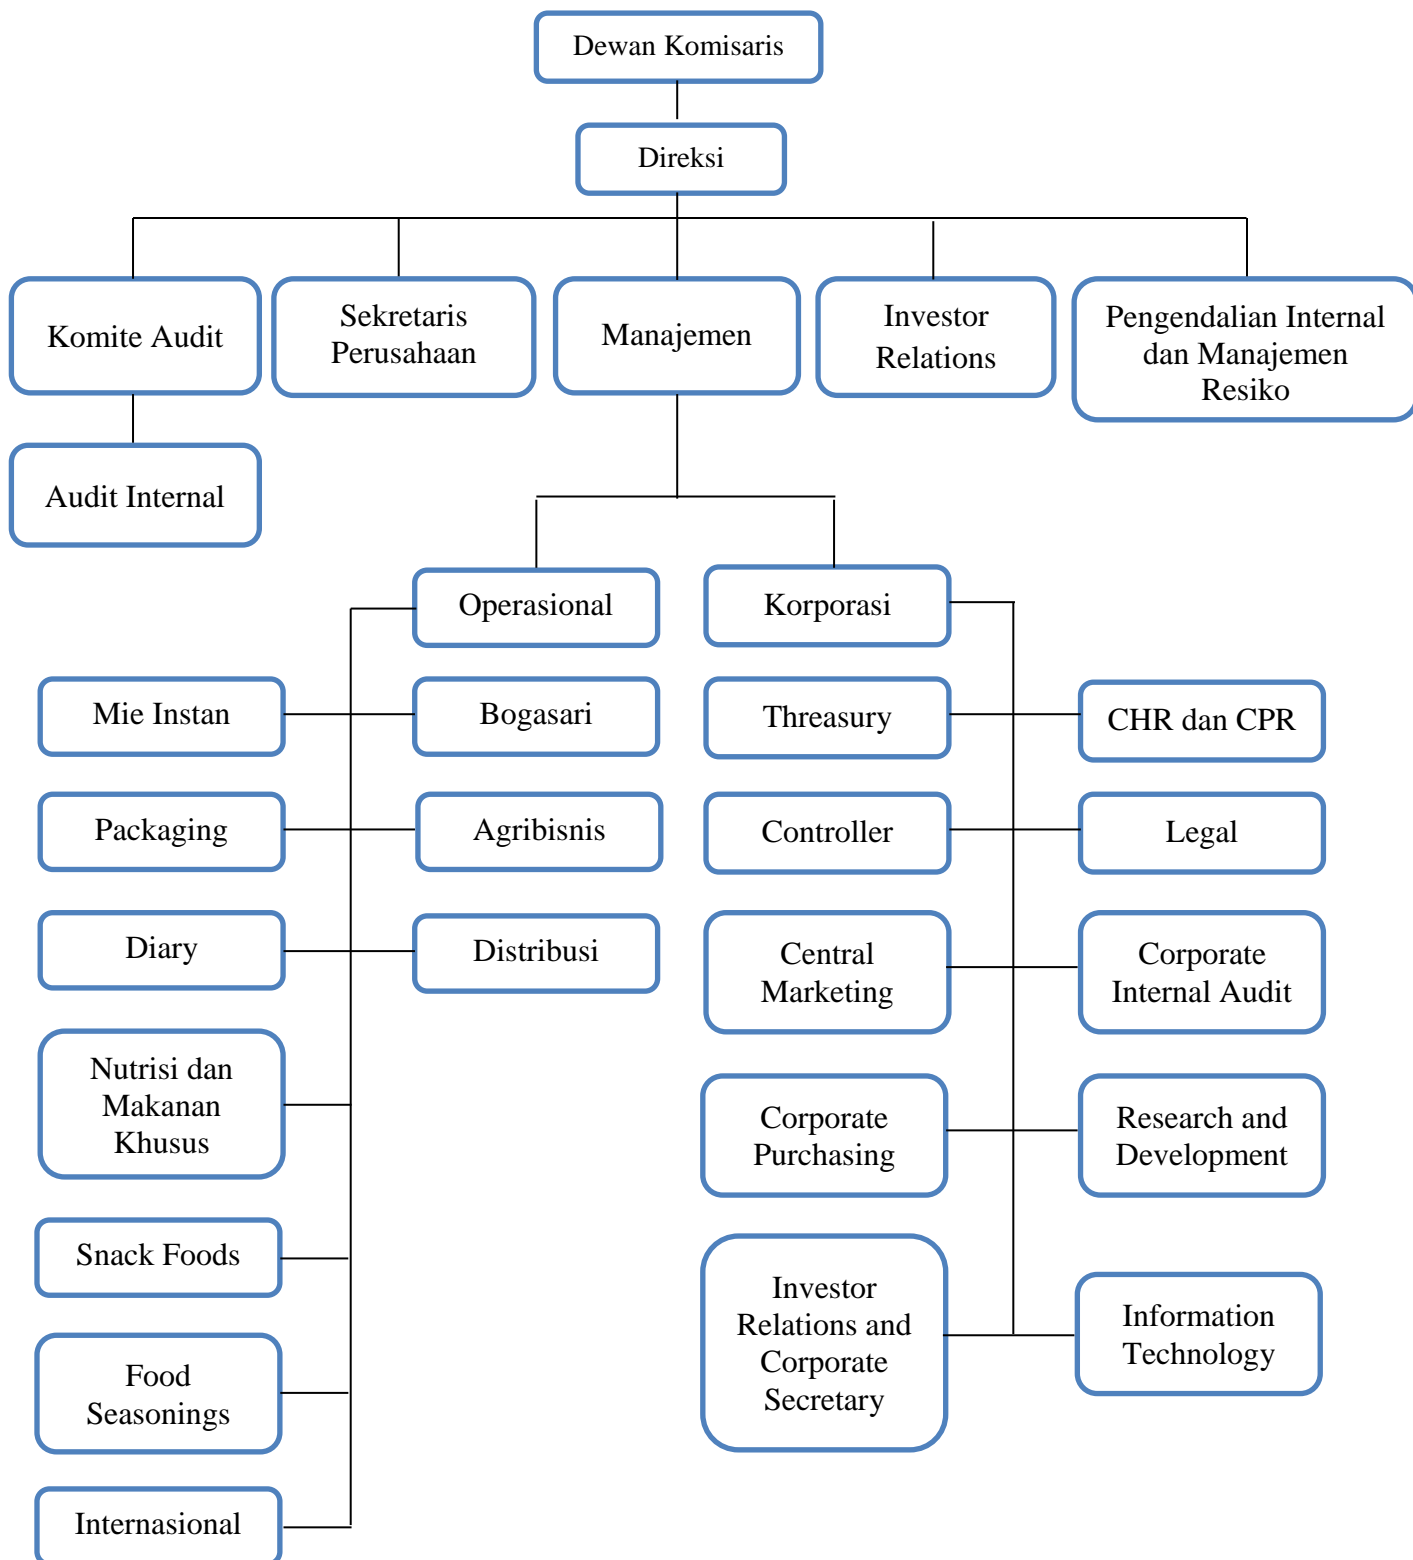 Dewan Komisaris
Direksi
Komite Audit
Sekretaris
Perusahaan
Manajemen
Investor
Relations
Pengendalian Internal
dan Manajemen
Resiko
Audit Internal
Operasional
Korporasi
Mie Instan
Bogasari
Threasury
CHR dan CPR
Packaging
Agribisnis
Controller
Legal
Diary
Distribusi
Central
Marketing
Corporate
Internal Audit
Nutrisi dan
Makanan
Khusus
Corporate
Purchasing
Research and
Development
Snack Foods
Investor
Relations and
Corporate
Secretary
Information
Technology
Food
Seasonings
Internasional